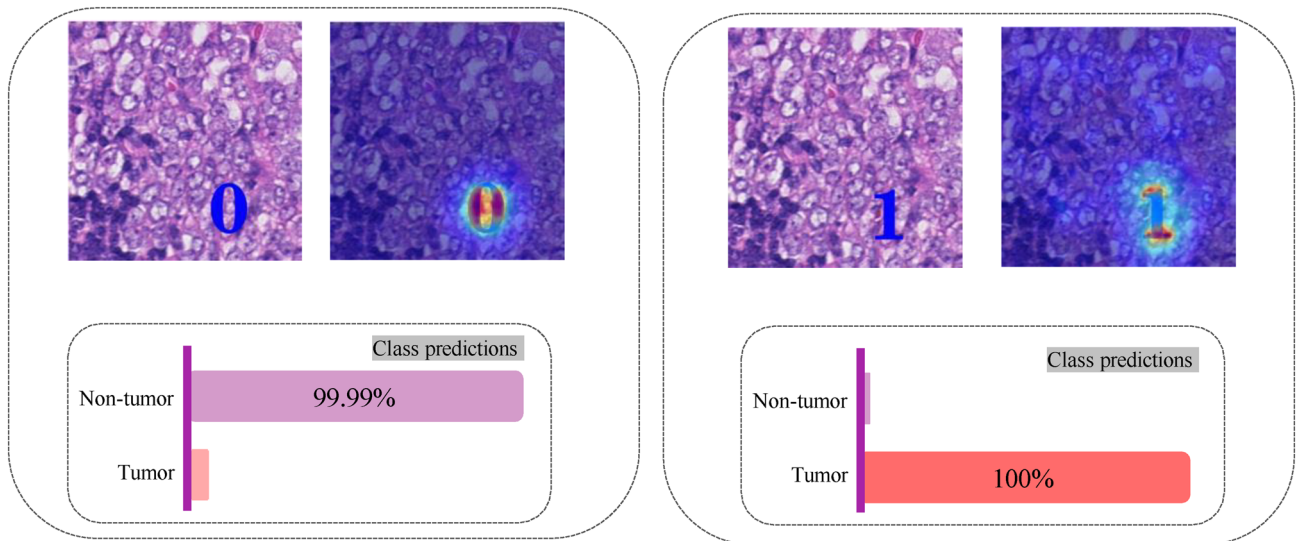 0
0
Class predictions
Non-tumor
99.99%
Tumor
1
1
Class predictions
Non-tumor
Tumor
100%